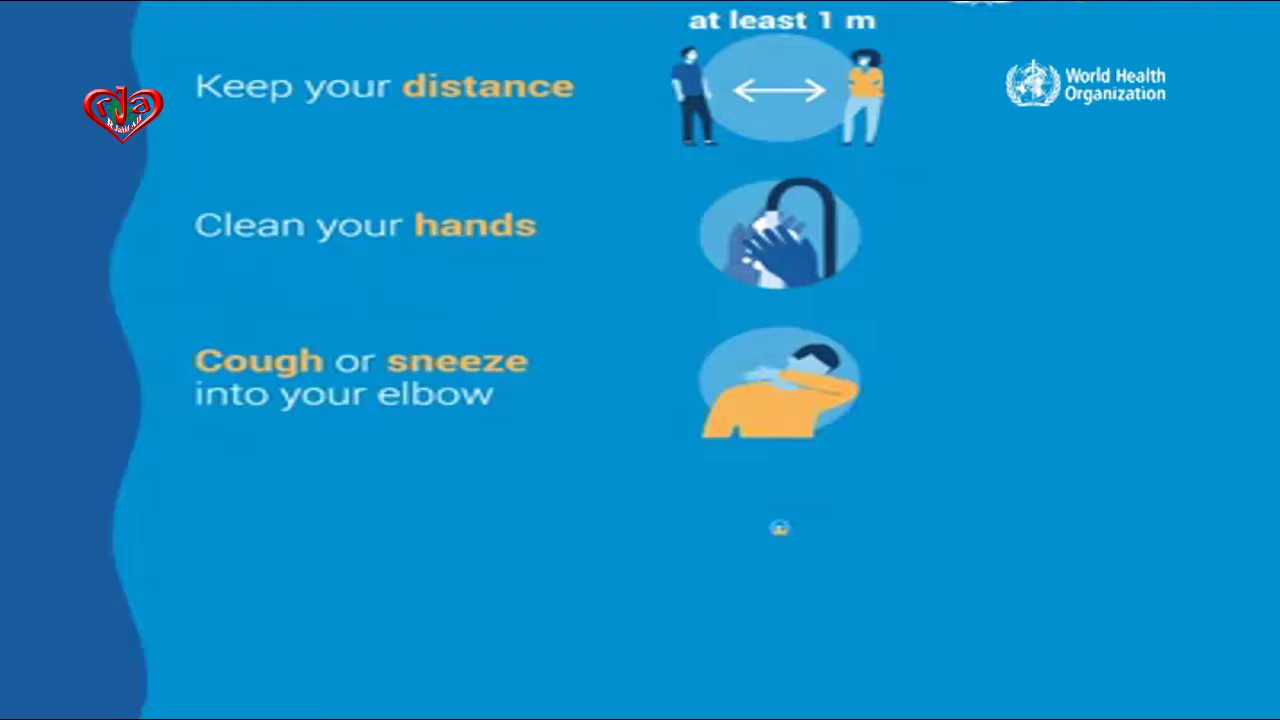 at least 1 m
Keep your distance
World Health
Organization
Clean your hands
Cough or sneeze
into your elbow